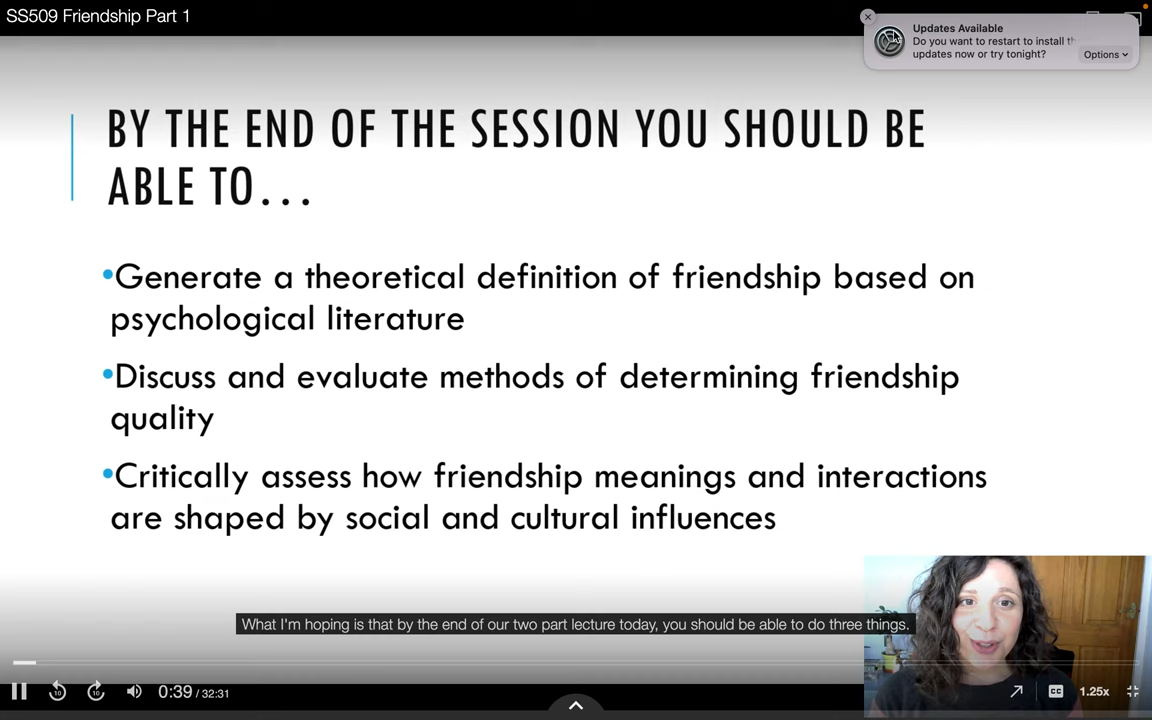 SS509 Friendship Part 1
Updates Available
Do you want to restart to install
updates now or try tonight?
Options
BY THE END OF THE SESSION YOU SHOULD BE
ABLE TO...
•Generate a theoretical definition of friendship based on
psychological literature
•Discuss and evaluate methods of determining friendship
quality
•Critically assess how friendship meanings and interactions
are shaped by social and cultural influences
What I'm hoping is that by the end of our two part lecture today, you should be able to do three things.
10
10
0:39 / 32:31
CC
1.25x